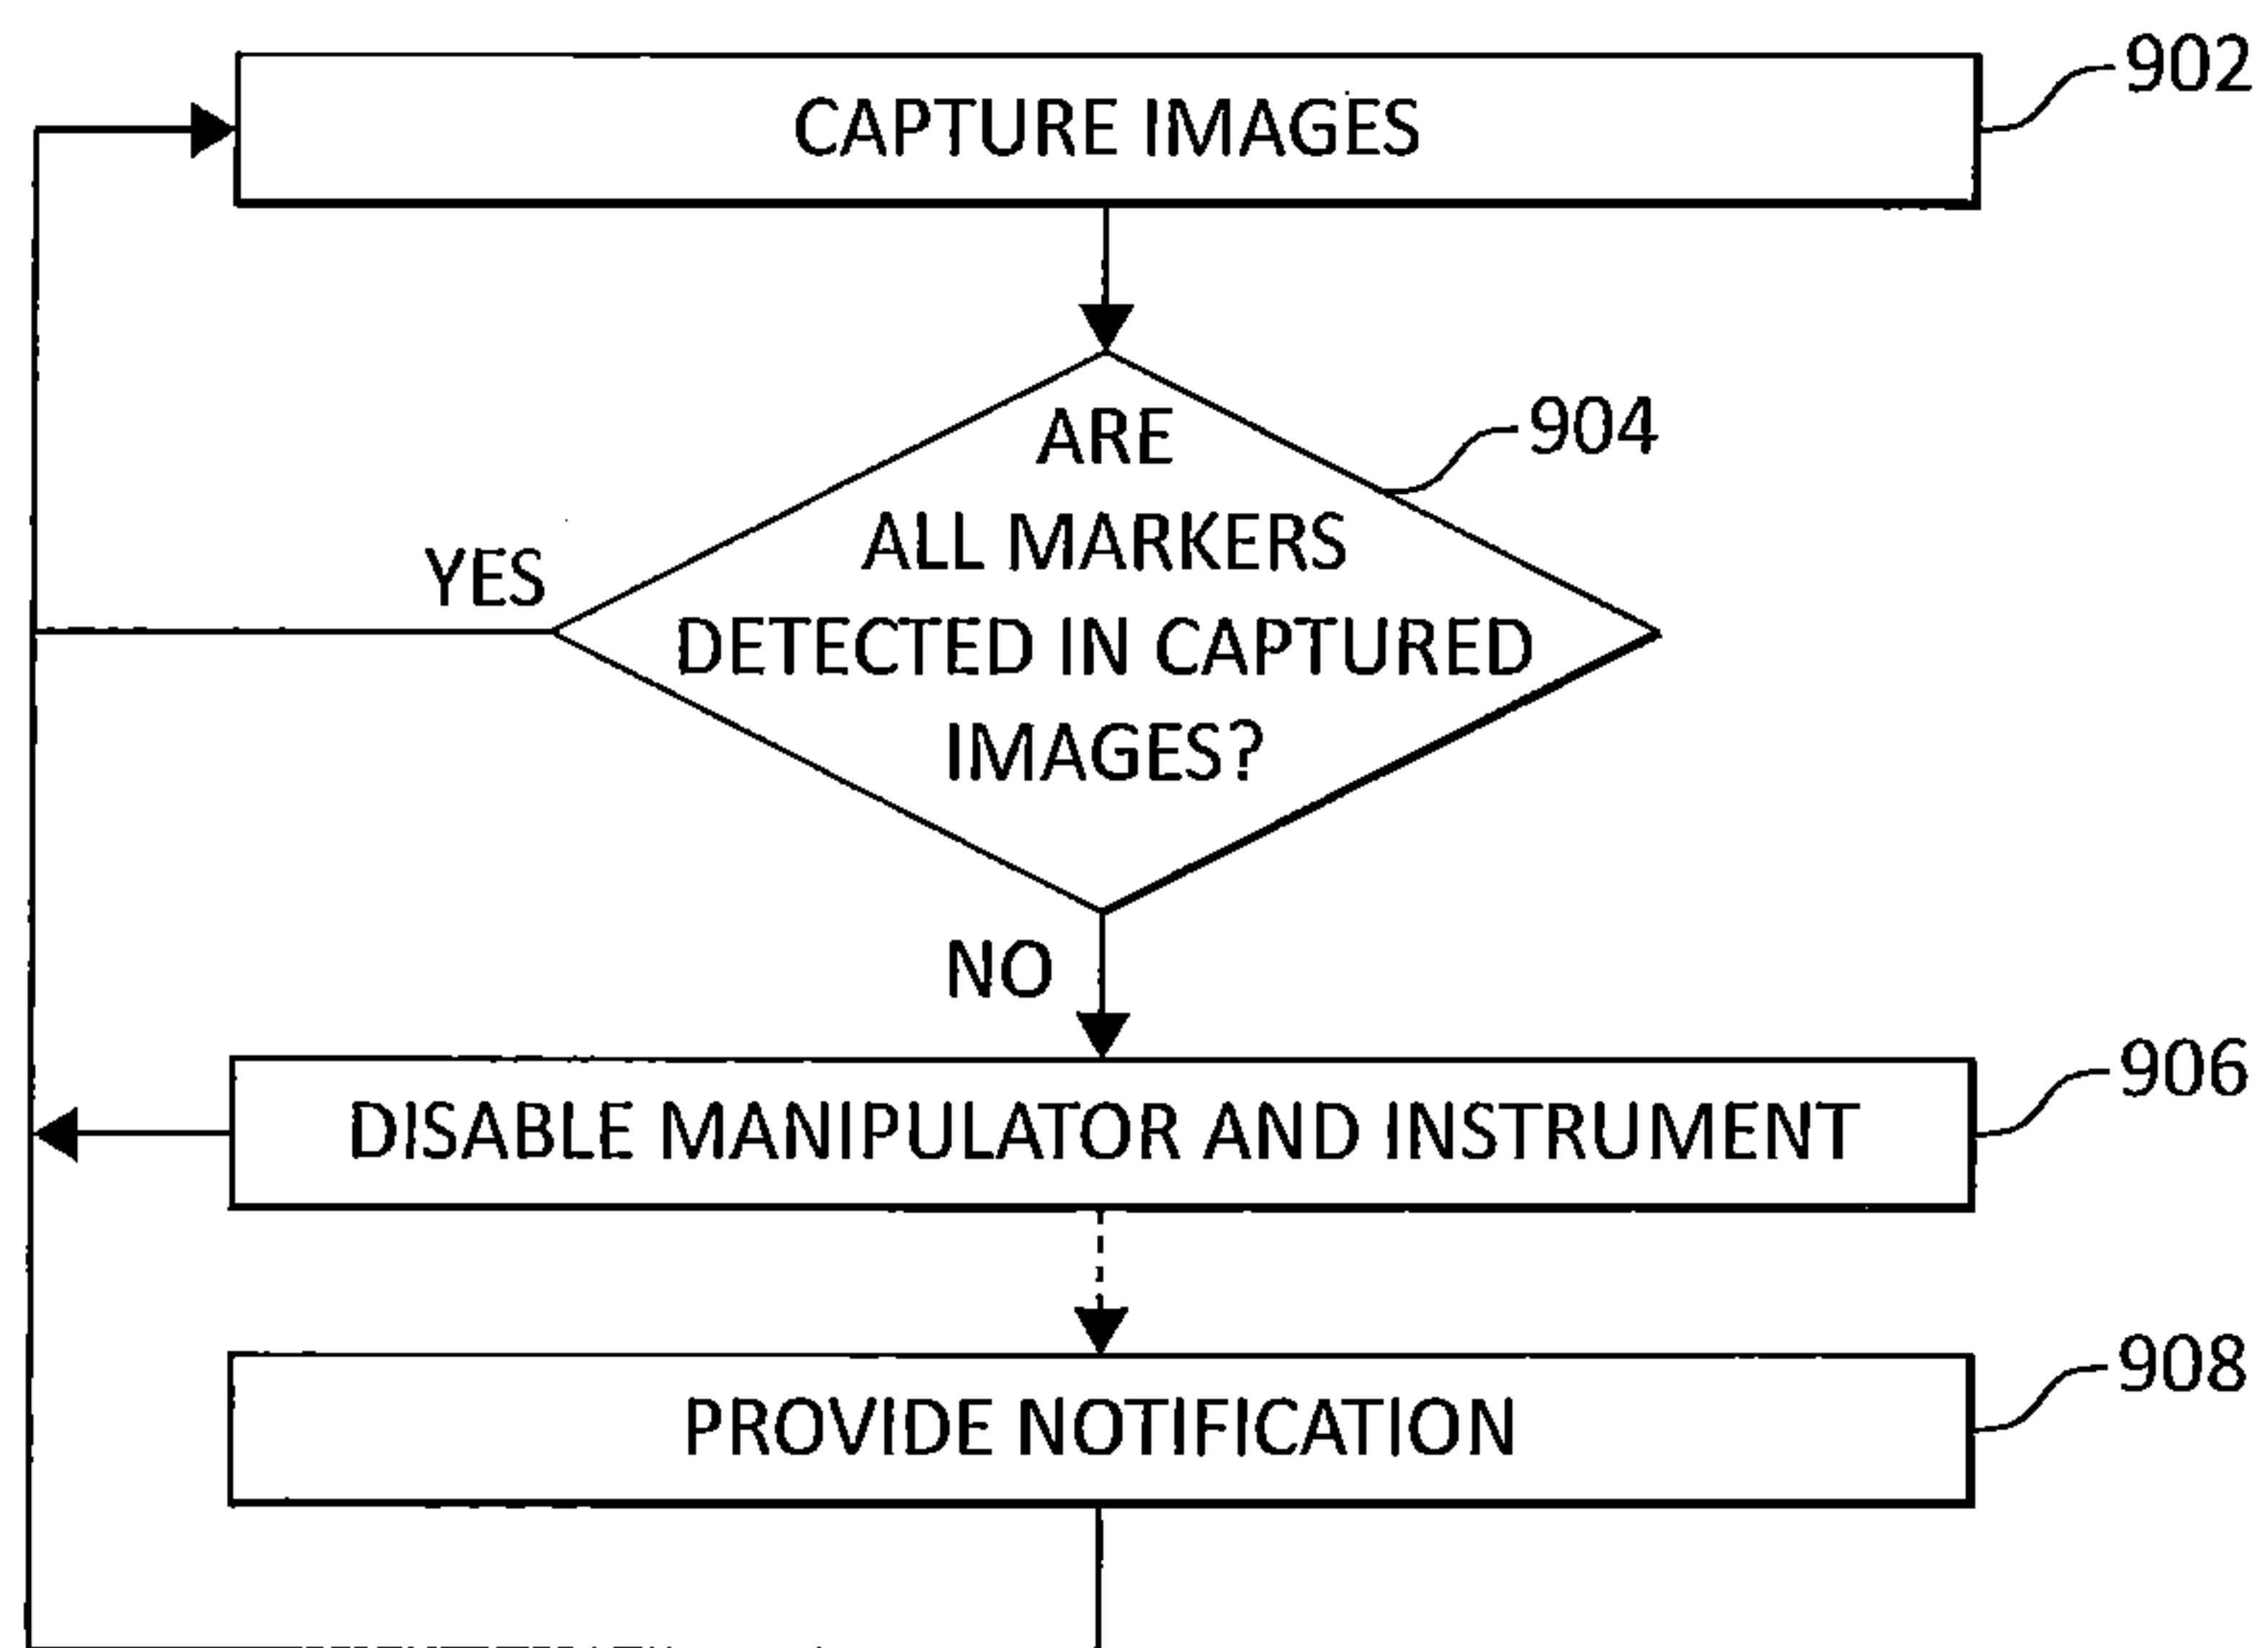 CAPTURE IMAGES
902
ARE
ALL MARKERS
DETECTED IN CAPTURED
IMAGES?
904
YES
NO
DISABLE MANIPULATOR AND INSTRUMENT
906
PROVIDE NOTIFICATION
908